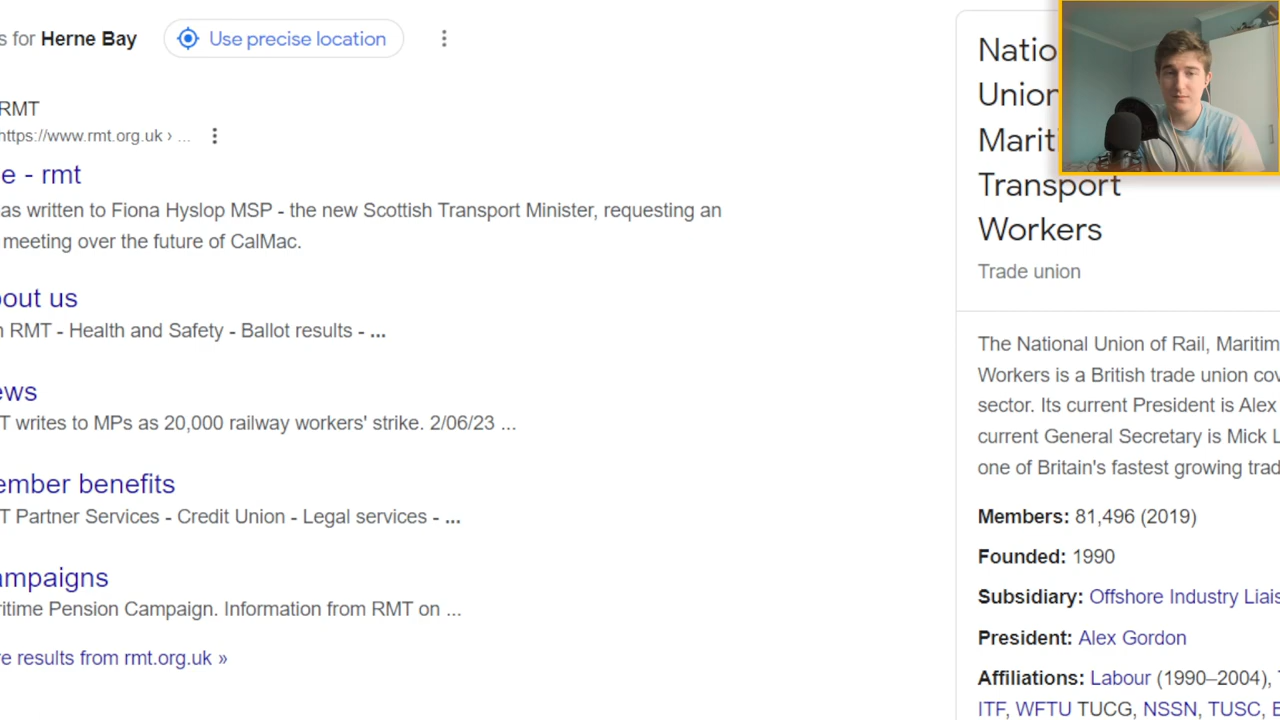 s for Herne Bay
Use precise location
RMT
https://www.rmt.org.uk › ...
e - rmt
as written to Fiona Hyslop MSP - the new Scottish Transport Minister, requesting an
meeting over the future of CalMac.
out us
n RMT - Health and Safety - Ballot results - ...
ews
T writes to MPs as 20,000 railway workers' strike. 2/06/23 ...
ember benefits
T Partner Services - Credit Union - Legal services - ...
ampaigns
ritime Pension Campaign. Information from RMT on ...
re results from rmt.org.uk »
Natio
Union
Marit
Transport
Workers
Trade union
The National Union of Rail, Maritim
Workers is a British trade union cov
sector. Its current President is Alex
current General Secretary is Mick L
one of Britain's fastest growing trad
Members: 81,496 (2019)
Founded: 1990
Subsidiary: Offshore Industry Liais
President: Alex Gordon
Affiliations: Labour (1990–2004),
ITF, WFTU TUCG, NSSN, TUSC,